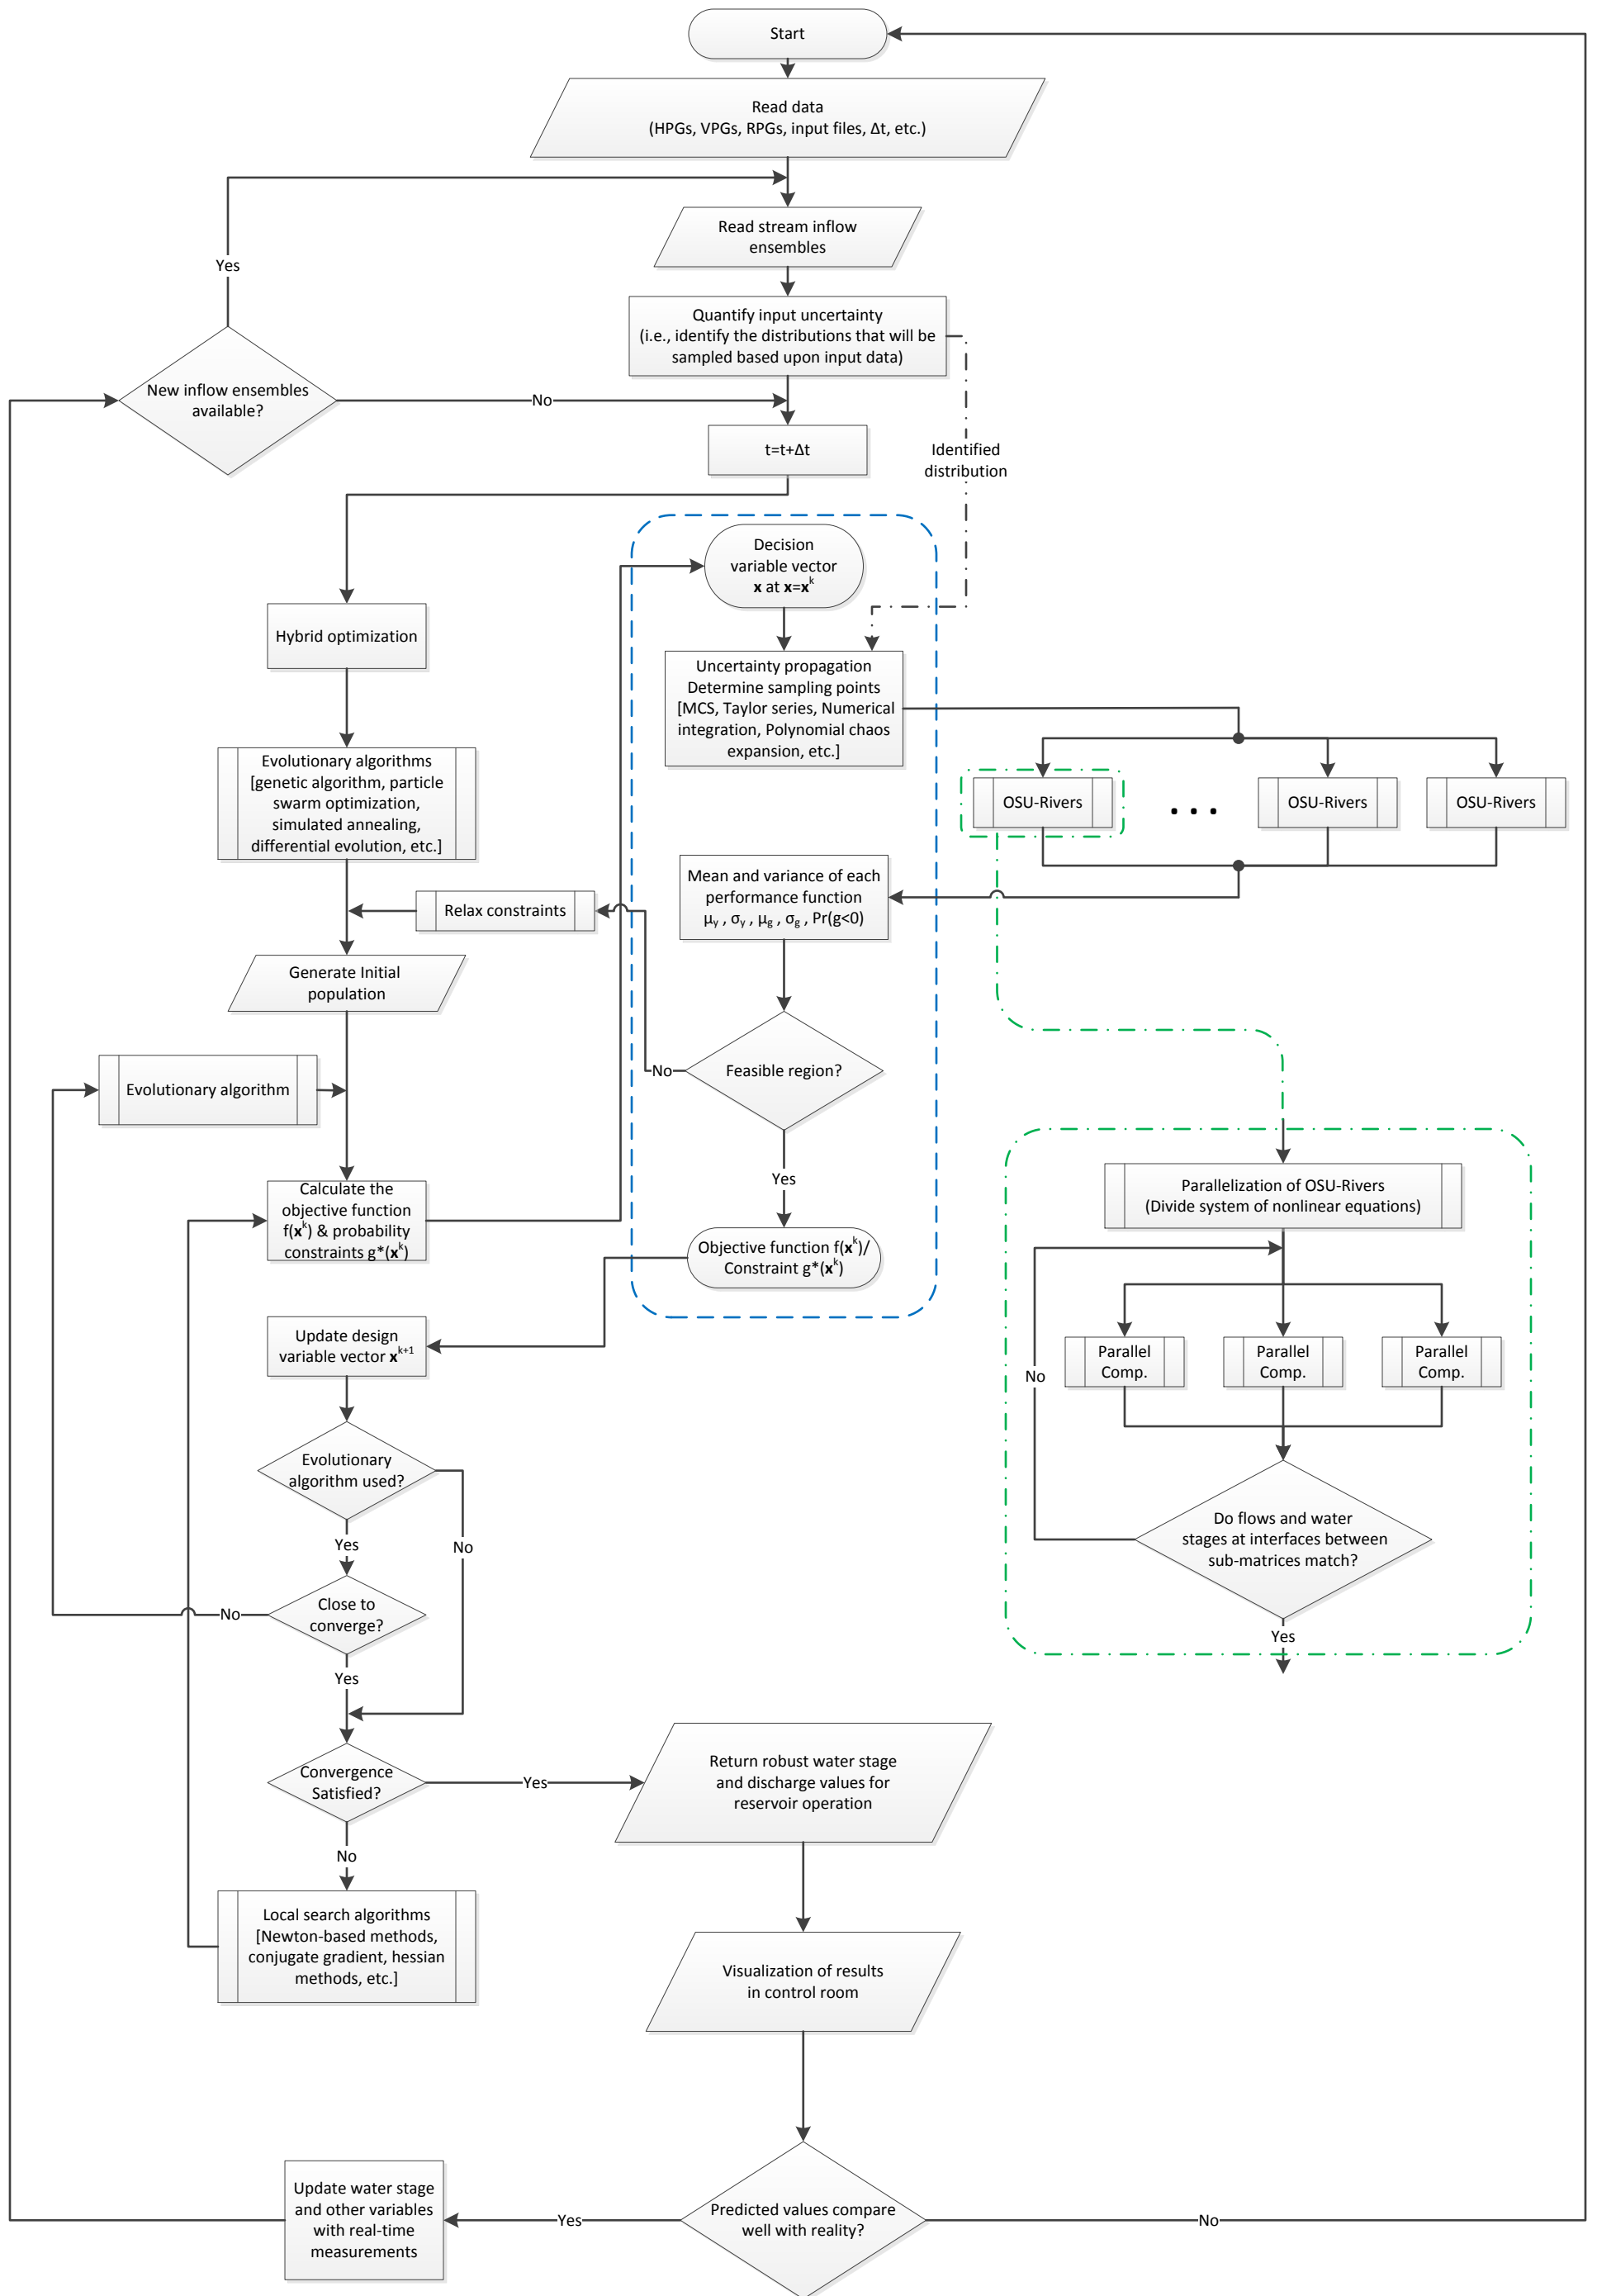 Start
Read data
(HPGs, VPGs, RPGs, input files, Δt, etc.)
Read stream inflow
ensembles
Yes
Quantify input uncertainty
(i.e., identify the distributions that will be
sampled based upon input data)
New inflow ensembles
available?
No
t=t+Δt
Identified
distribution
Decision
variable vector
x at x=x^k
Hybrid optimization
Uncertainty propagation
Determine sampling points
[MCS, Taylor series, Numerical
integration, Polynomial chaos
expansion, etc.]
Evolutionary algorithms
[genetic algorithm, particle
swarm optimization,
simulated annealing,
differential evolution, etc.]
OSU-Rivers
. . .
OSU-Rivers
OSU-Rivers
Mean and variance of each
performance function
μy , σy , μg , σg , Pr(g<0)
Relax constraints
Generate Initial
population
Feasible region?
No
Evolutionary algorithm
Yes
Calculate the
objective function
f(x^k) & probability
constraints g*(x^k)
Objective function f(x^k)/
Constraint g*(x^k)
Parallelization of OSU-Rivers
(Divide system of nonlinear equations)
Update design
variable vector x^k+1
Parallel
Comp.
Parallel
Comp.
Parallel
Comp.
No
Evolutionary
algorithm used?
Yes
No
Do flows and water
stages at interfaces between
sub-matrices match?
Yes
Close to
converge?
No
Yes
Convergence
Satisfied?
Yes
No
Return robust water stage
and discharge values for
reservoir operation
Local search algorithms
[Newton-based methods,
conjugate gradient, hessian
methods, etc.]
Visualization of results
in control room
Predicted values compare
well with reality?
Yes
No
Update water stage
and other variables
with real-time
measurements